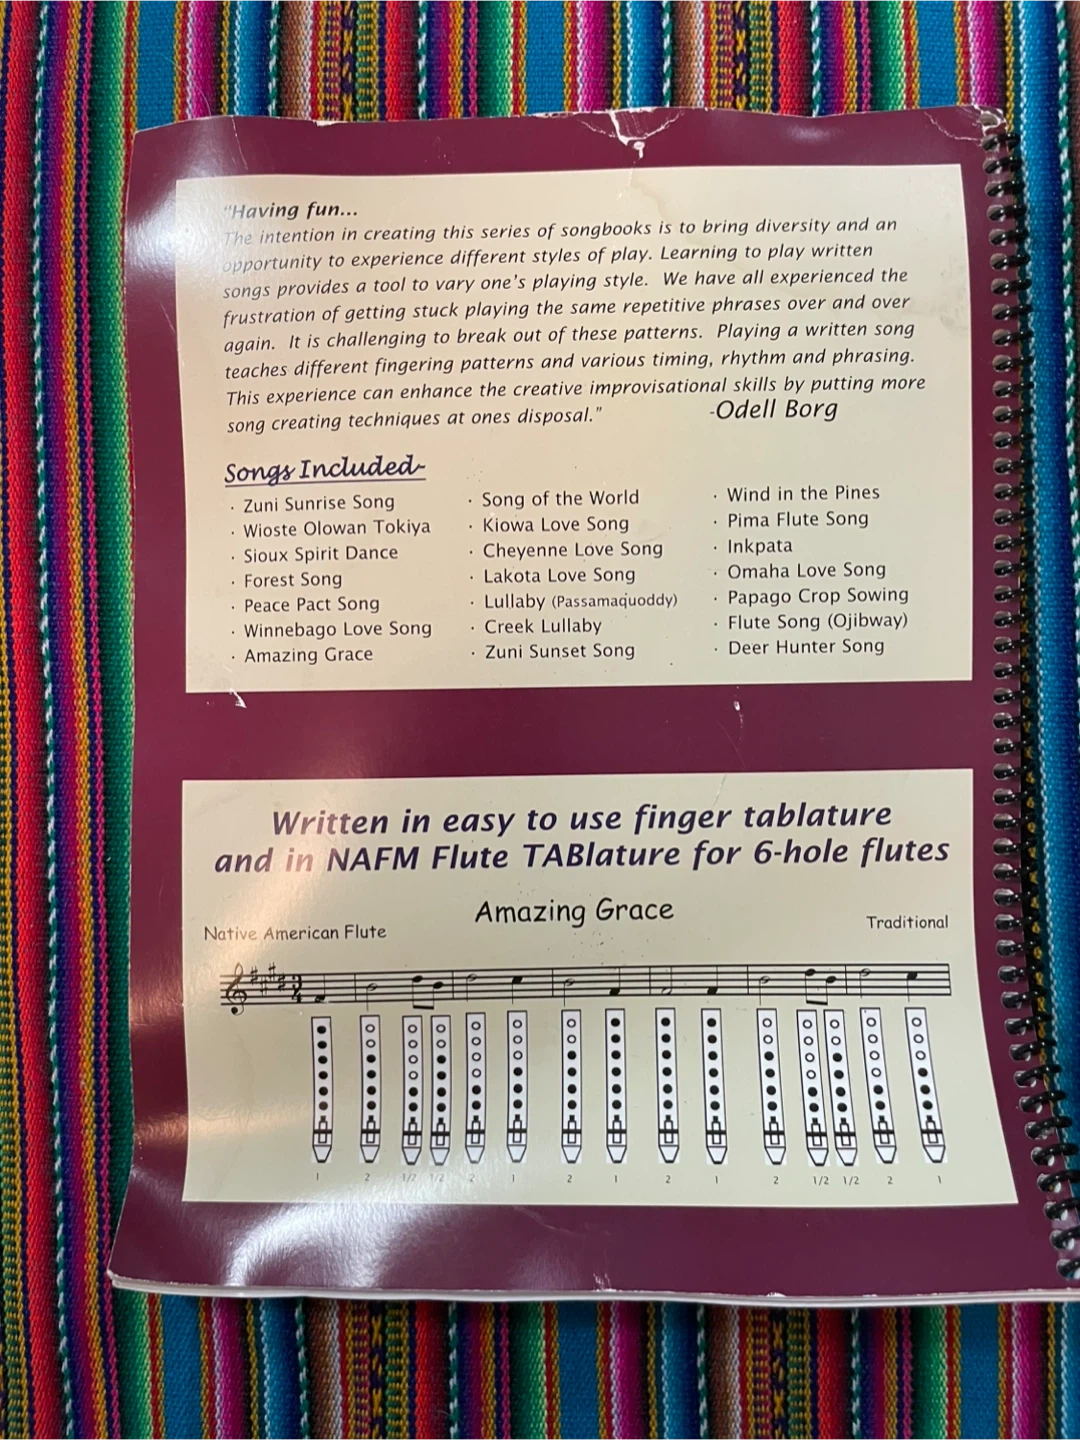 "Having fun...
The intention in creating this series of songbooks is to bring diversity and an
opportunity to experience different styles of play. Learning to play written
songs provides a tool to vary one's playing style. We have all experienced the
frustration of getting stuck playing the same repetitive phrases over and over
again. It is challenging to break out of these patterns. Playing a written song
teaches different fingering patterns and various timing, rhythm and phrasing.
This experience can enhance the creative improvisational skills by putting more
song creating techniques at ones disposal."
-Odell Borg
Songs Included-
· Zuni Sunrise Song
· Wioste Olowan Tokiya
· Sioux Spirit Dance
· Forest Song
· Peace Pact Song
· Winnebago Love Song
· Amazing Grace
· Song of the World
· Kiowa Love Song
· Cheyenne Love Song
· Lakota Love Song
· Lullaby (Passamaquoddy)
· Creek Lullaby
· Zuni Sunset Song
· Wind in the Pines
· Pima Flute Song
· Inkpata
· Omaha Love Song
· Papago Crop Sowing
· Flute Song (Ojibway)
· Deer Hunter Song
Written in easy to use finger tablature
and in NAFM Flute TABlature for 6-hole flutes
Amazing Grace
Native American Flute
Traditional
3
4
1 2 1/2 1/2 2 1 2 1 2 1 2 1/2 1/2 2 1